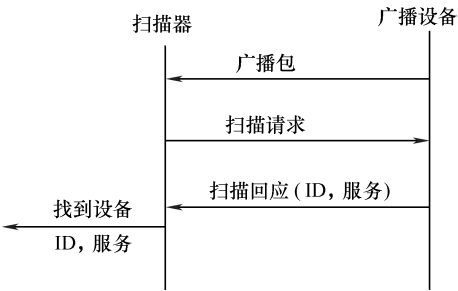 扫描器
广播设备
广播包
扫描请求
扫描回应(ID，服务)
找到设备
ID，服务